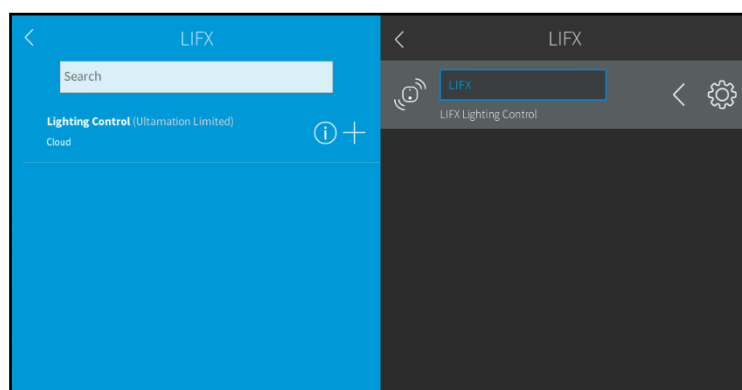 LIFX
Search
Lighting Control (Ultamation Limited)
Cloud
LIFX
LIFX
LIFX Lighting Control